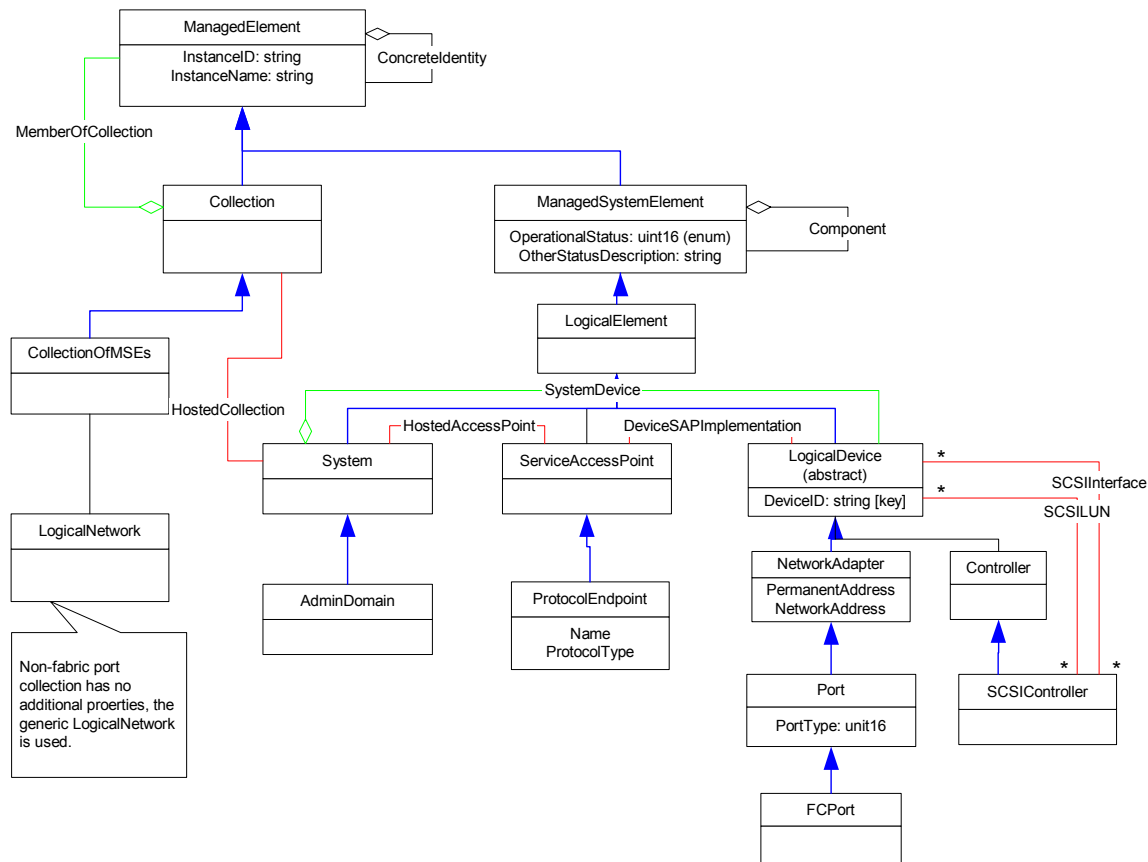 ManagedElement
InstanceID: string
InstanceName: string
ConcreteIdentity
MemberOfCollection
Collection
ManagedSystemElement
OperationalStatus: uint16 (enum)
OtherStatusDescription: string
Component
LogicalElement
CollectionOfMSEs
SystemDevice
HostedCollection
HostedAccessPoint
DeviceSAPImplementation
System
ServiceAccessPoint
LogicalDevice
(abstract)
DeviceID: string [key]
*
*
SCSIInterface
SCSILUN
LogicalNetwork
NetworkAdapter
PermanentAddress
NetworkAddress
Controller
AdminDomain
ProtocolEndpoint
Name
ProtocolType
Non-fabric port
collection has no
additional proerties, the
generic LogicalNetwork
is used.
Port
PortType: unit16
*
*
SCSIController
FCPort